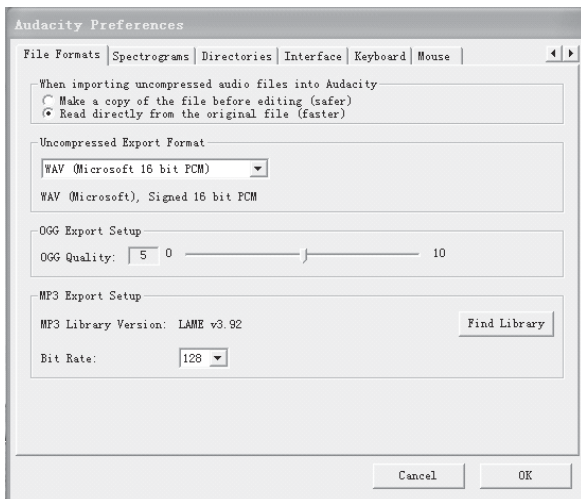 Audacity Preferences
File Formats Spectrograms Directories Interface Keyboard Mouse
When importing uncompressed audio files into Audacity
Make a copy of the file before editing (safer)
Read directly from the original file (faster)
Uncompressed Export Format
WAV (Microsoft 16 bit PCM)
WAV (Microsoft), Signed 16 bit PCM
OGG Export Setup
OGG Quality: 5 0 10
MP3 Export Setup
MP3 Library Version: LAME v3.92 Find Library
Bit Rate: 128
Cancel OK